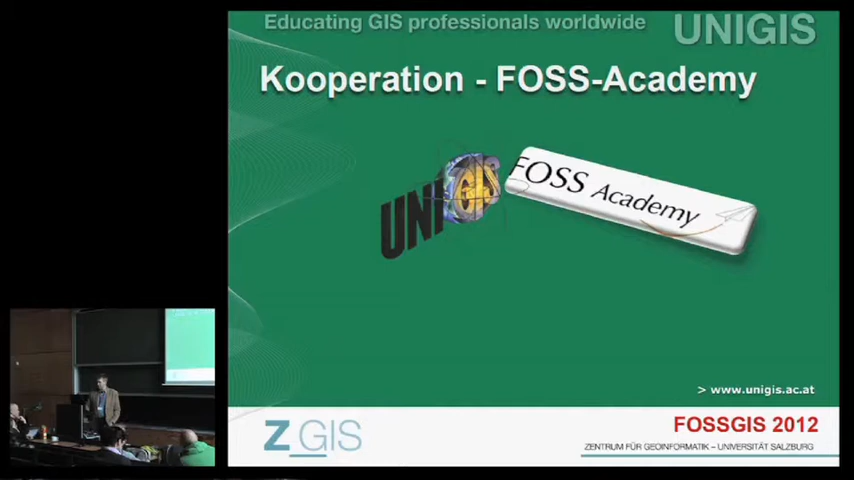 Educating GIS professionals worldwide
UNIGIS
Kooperation - FOSS-Academy
UNIGIS
FOSS Academy
> www.unigis.ac.at
Z_GIS
FOSSGIS 2012
ZENTRUM FÜR GEOINFORMATIK – UNIVERSITÄT SALZBURG